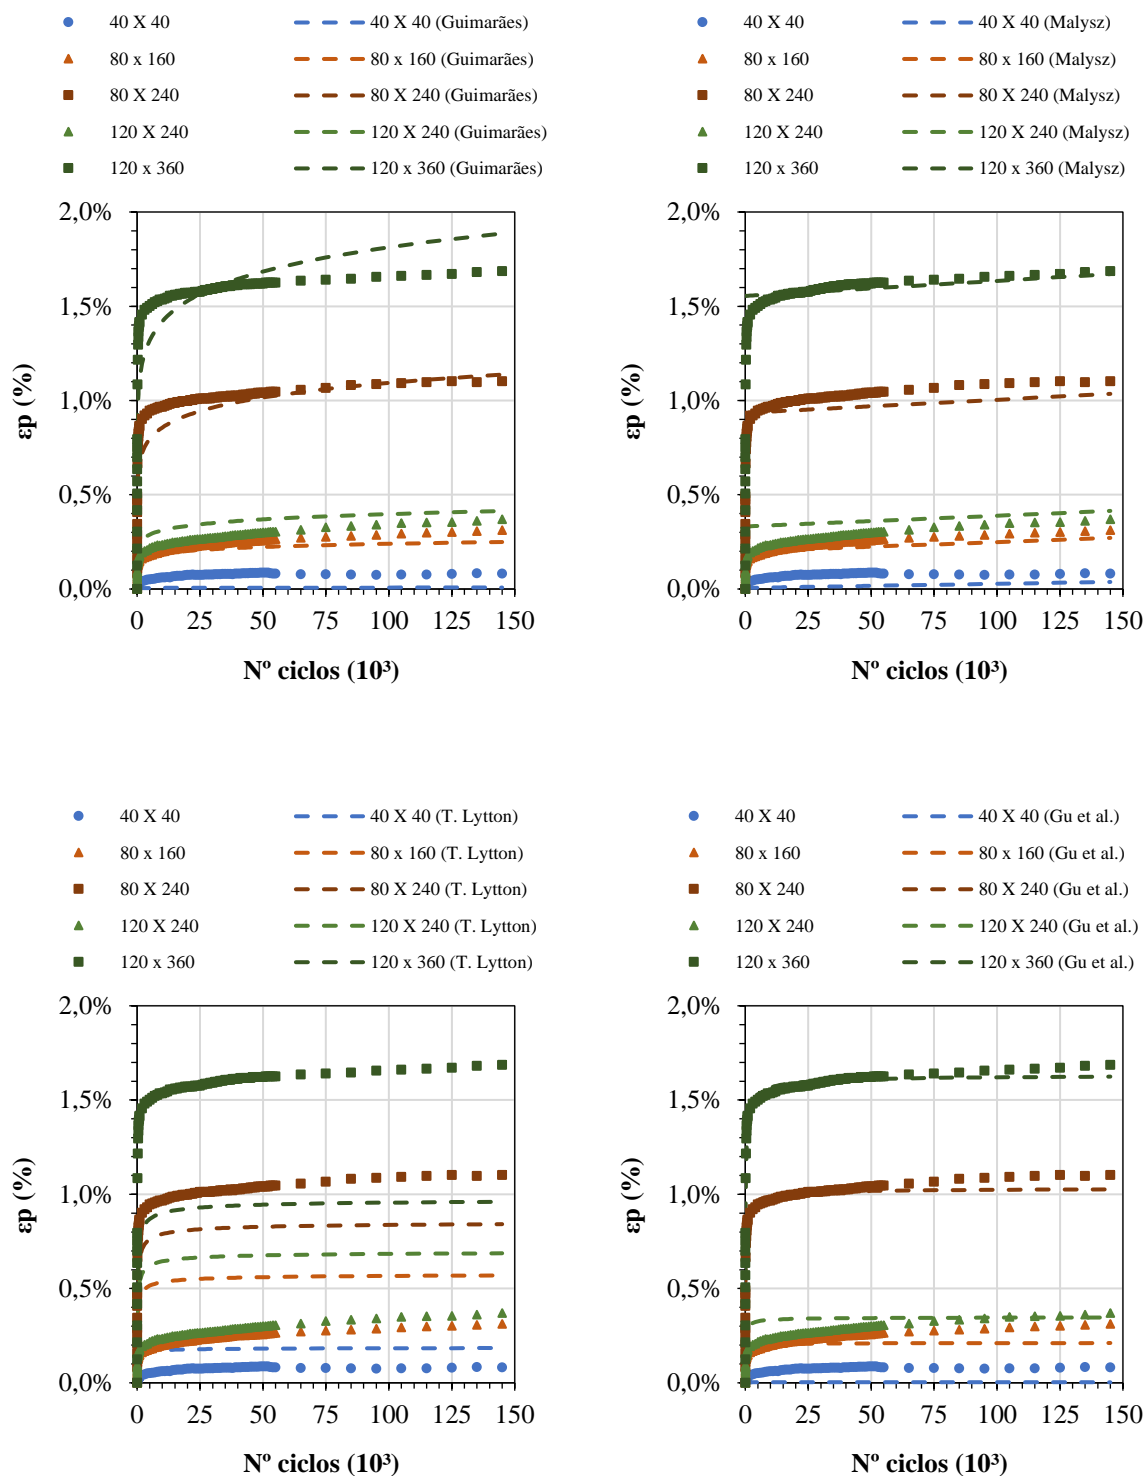 40 X 40 40 X 40 (Guimarães)
80 x 160 80 x 160 (Guimarães)
80 X 240 80 X 240 (Guimarães)
120 X 240 120 X 240 (Guimarães)
120 x 360 120 x 360 (Guimarães)
2,0%
1,5%
1,0%
0,5%
0,0%
εp (%)
0 25 50 75 100 125 150
Nº ciclos (10³)
40 X 40 40 X 40 (Malysz)
80 x 160 80 x 160 (Malysz)
80 X 240 80 X 240 (Malysz)
120 X 240 120 X 240 (Malysz)
120 x 360 120 x 360 (Malysz)
2,0%
1,5%
1,0%
0,5%
0,0%
εp (%)
0 25 50 75 100 125 150
Nº ciclos (10³)
40 X 40 40 X 40 (T. Lytton)
80 x 160 80 x 160 (T. Lytton)
80 X 240 80 X 240 (T. Lytton)
120 X 240 120 X 240 (T. Lytton)
120 x 360 120 x 360 (T. Lytton)
2,0%
1,5%
1,0%
0,5%
0,0%
εp (%)
0 25 50 75 100 125 150
Nº ciclos (10³)
40 X 40 40 X 40 (Gu et al.)
80 x 160 80 x 160 (Gu et al.)
80 X 240 80 X 240 (Gu et al.)
120 X 240 120 X 240 (Gu et al.)
120 x 360 120 x 360 (Gu et al.)
2,0%
1,5%
1,0%
0,5%
0,0%
εp (%)
0 25 50 75 100 125 150
Nº ciclos (10³)